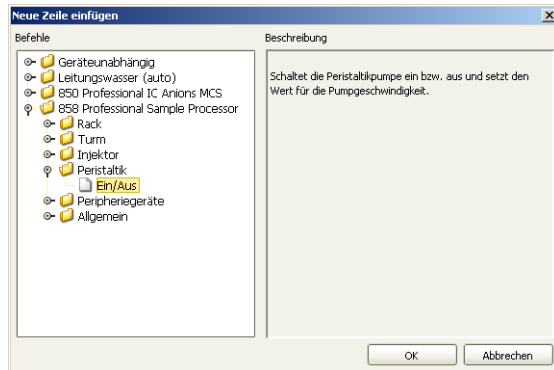 Neue Zeile einfügen
Befehle
Beschreibung
Geräteunabhängig
Leitungswasser (auto)
850 Professional IC Anions MCS
858 Professional Sample Processor
Rack
Turm
Injektor
Peristaltik
Ein/Aus
Peripheriegeräte
Allgemein
Schaltet die Peristaltikpumpe ein bzw. aus und setzt den
Wert für die Pumpgeschwindigkeit.
OK
Abbrechen